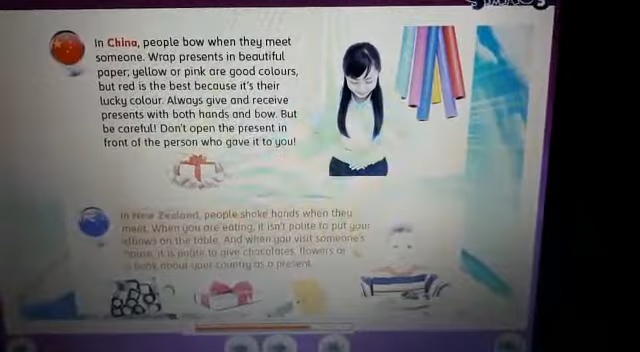 In China, people bow when they meet
someone. Wrap presents in beautiful
paper; yellow or pink are good colours,
but red is the best because it's their
lucky colour. Always give and receive
presents with both hands and bow. But
be careful! Don't open the present in
front of the person who gave it to you!
In New Zealand, people shake hands when they
meet. When you are eating, it isn't polite to put your
elbows on the table. And when you visit someone's
house, it is polite to give chocolates, flowers or
a book about your country as a present.